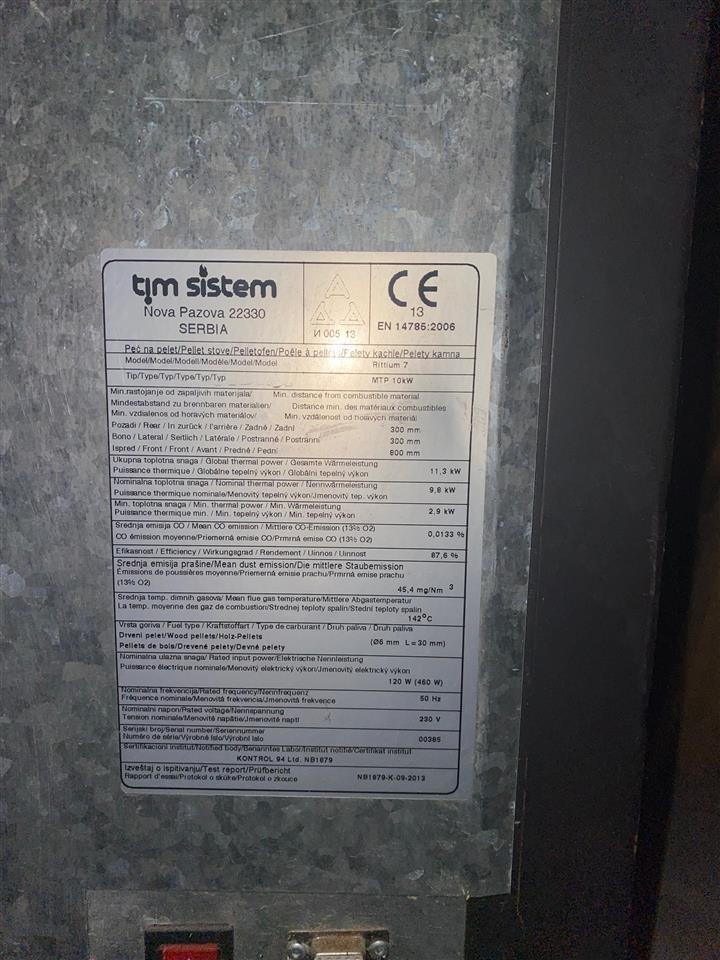 tim sistem
Nova Pazova 22330
SERBIA
A
A A
И 005 13
CE
13
EN 14785:2006
Peć na pelet/Pellet stove/Pelletofen/Poêle à pellets/Pelety kachle/Pelety kamna
Model/Model/Modell/Modèle/Model/Model Rittium 7
Tip/Type/Typ/Type/Typ/Typ MTP 10kW
Min.rastojanje od zapaljivih materijala/ Min. distance from combustible material
Mindestabstand zu brennbaren materialien/ Distance min. des matériaux combustibles
Min. vzdialenos od horavých materiálov/ Min. vzdálenost od hořavých materiál
Pozadi / Rear / In zurück / l'arrière / Zadné / Zadní 300 mm
Bono / Lateral / Seitlich / Latérale / Postranné / Postranní 300 mm
Ispred / Front / Front / Avant / Predné / Pední 800 mm
Ukupna toplotna snaga / Global thermal power / Gesamte Wärmeleistung
Puissance thermique / Globálne tepelný výkon / Globální tepelný výkon 11,3 kW
Nominalna toplotna snaga / Nominal thermal power / Nennwärmeleistung
Puissance thermique nominale/Menovitý tepelný výkon/Jmenovitý tep. výkon 9,8 kW
Min. toplotna snaga / Min. thermal power / Min. Wärmeleistung
Puissance thermique min. / Min. tepelný výkon / Min. tepelný výkon 2,9 kW
Srednja emisija CO / Mean CO emission / Mittlere CO-Emission (13% O2)
CO émission moyenne/Priemerná emisie CO/Prmrná emise CO (13% O2) 0,0133 %
Efikasnost / Efficiency / Wirkungsgrad / Rendement / Uinnos / Uinnost 87,6 %
Srednja emisija prašine/Mean dust emission/Die mittlere Staubemission
Émissions de poussières moyenne/Priemerná emisie prachu/Prmrná emise prachu
(13% O2)
45,4 mg/Nm 3
Srednja temp. dimnih gasova/ Mean flue gas temperature/ Mittlere Abgastemperatur
La temp. moyenne des gaz de combustion/Strednej teploty spalín/Stední teploty spalin
142°C
Vrsta goriva / Fuel type / Kraftstoffart / Type de carburant / Druh paliva / Druh paliva
Drveni pelet/Wood pellets/Holz-Pellets (Ø6 mm L=30 mm)
Pellets de bois/Drevené pelety/Devné pelety
Nominalna ulazna snaga/ Rated input power/Elektrische Nennleistung
Puissance électrique nominale/Menovitý elektrický výkon/Jmenovitý elektrický výkon
120 W (460 W)
Nominalna frekvencija/Rated frequency/Nennfrequenz
Fréquence nominale/Menovitá frekvencia/Jmenovitá frekvence 50 Hz
Nominalni napon/Rated voltage/Nennspannung
Tension nominale/Menovité napätie/Jmenovité naptí 230 V
Serijski broj/Serial number/Seriennummer
Numéro de série/Výrobné íslo/Výrobní íslo 00385
Sertifikacioni institut/Notified body/Benanntes Labor/Institut notifié/Certifikat institut
KONTROL 94 Ltd. NB1879
Izveštaj o ispitivanju/Test report/Prüfbericht
Rapport d'essai/Protokol o skúke/Protokol o zkouce NB1879-K-09-2013